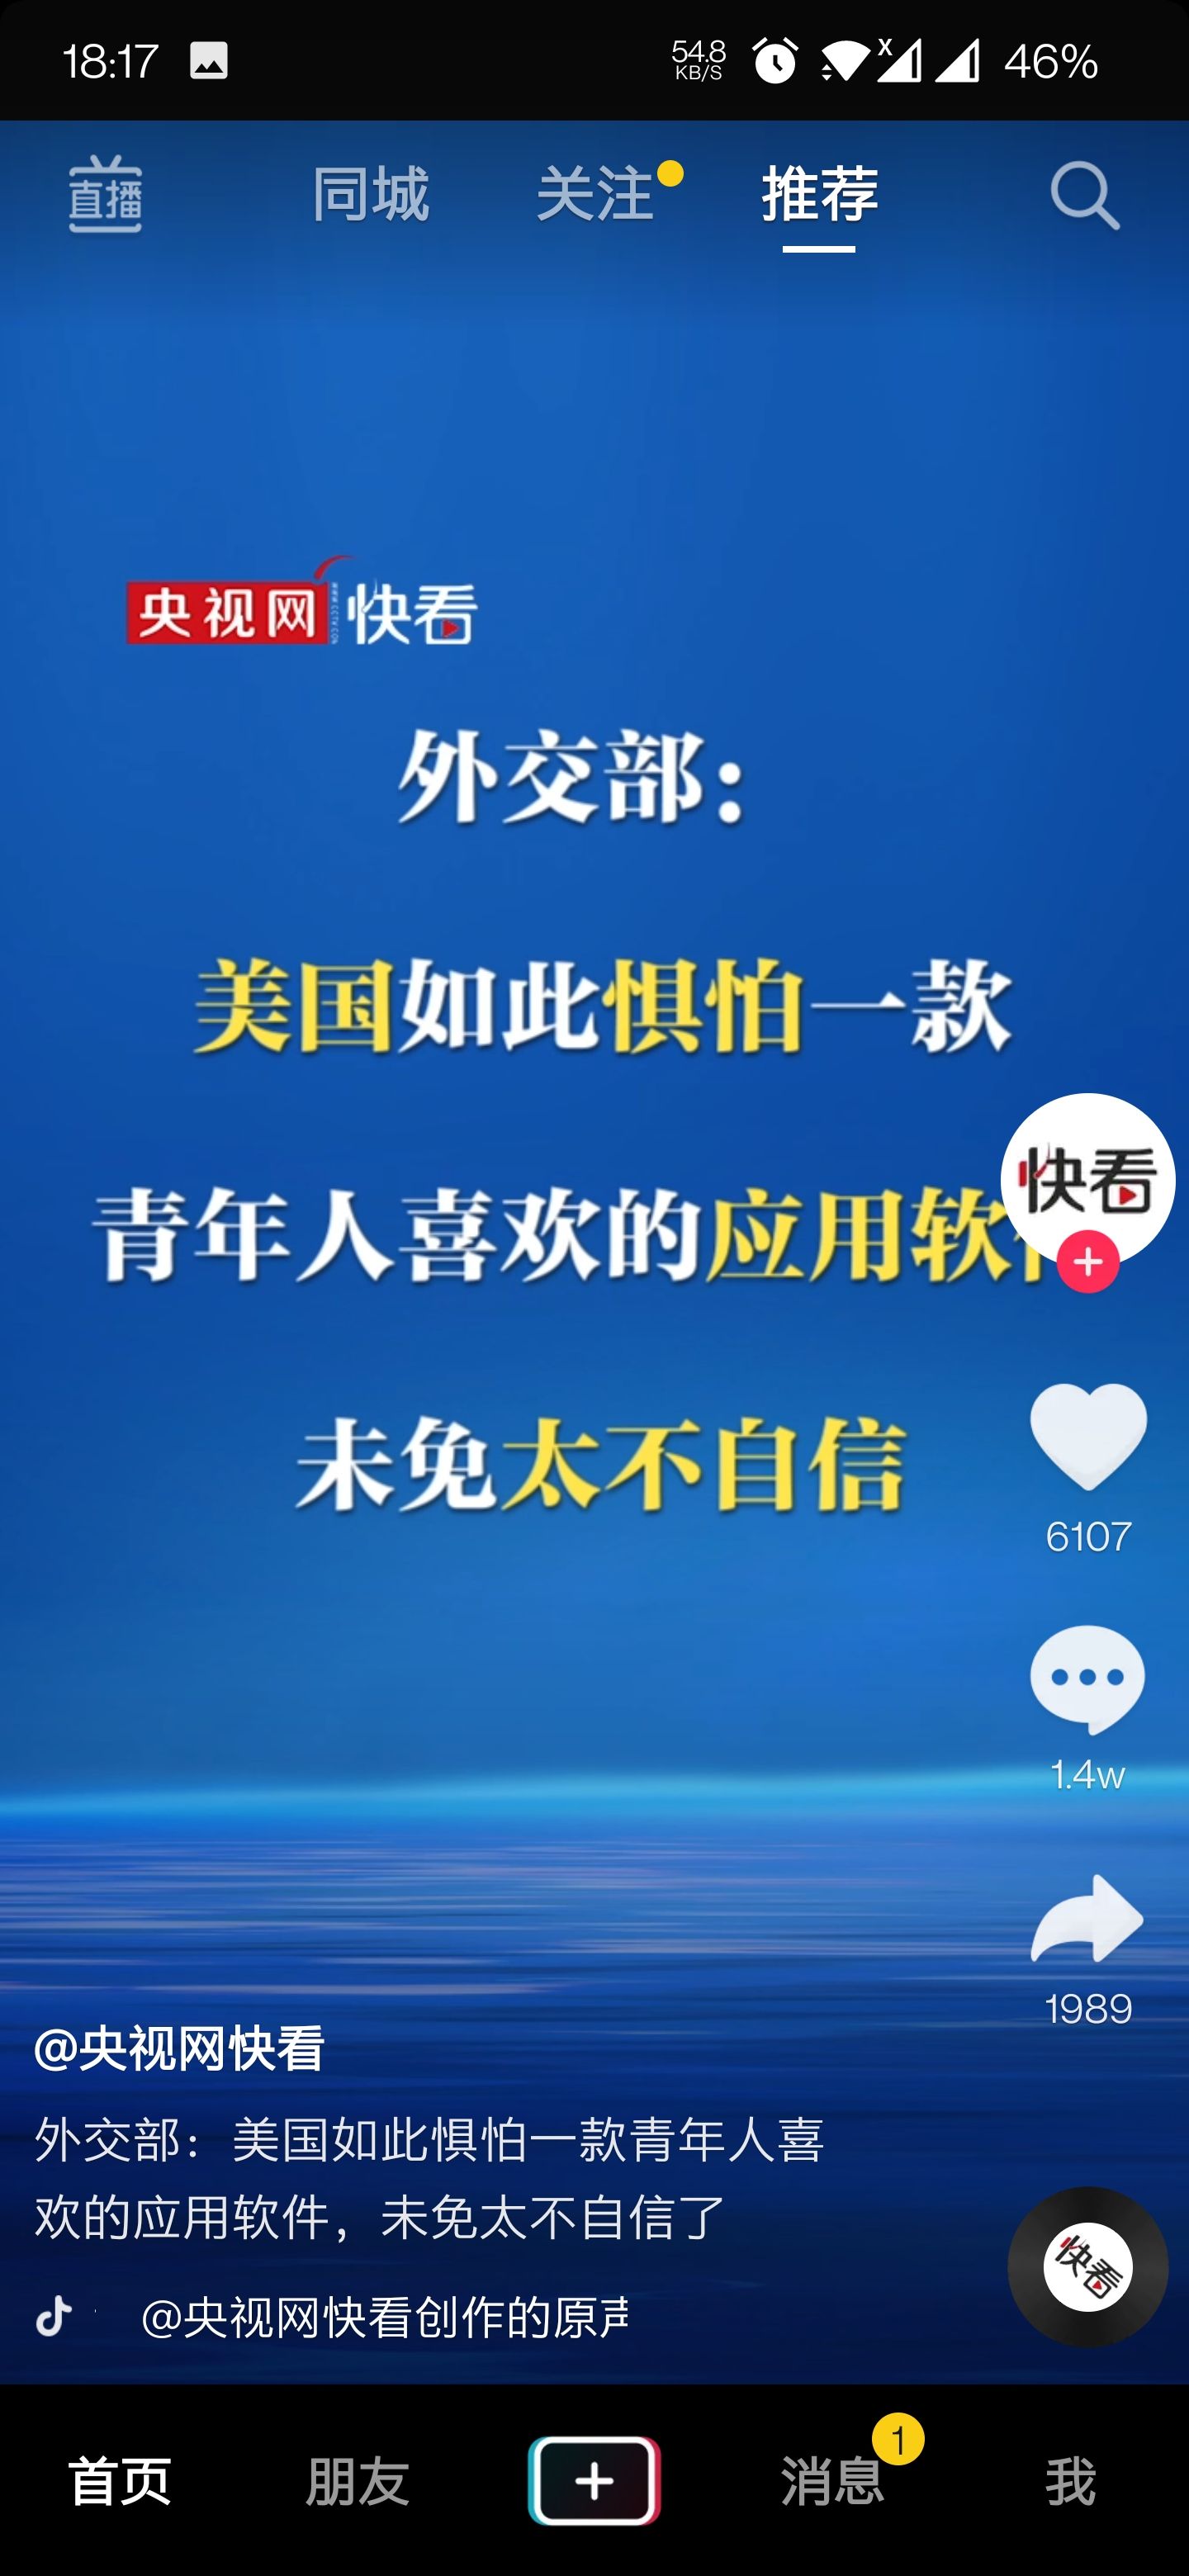 18:17
54.8
KB/S
X
46%
直播
同城
关注
推荐
央视网
快看
外交部：
美国如此惧怕一款
青年人喜欢的应用软
快看
未免太不自信
6107
1.4w
1989
@央视网快看
外交部：美国如此惧怕一款青年人喜
欢的应用软件，未免太不自信了
快看
@央视网快看创作的原声
首页
朋友
消息
1
我